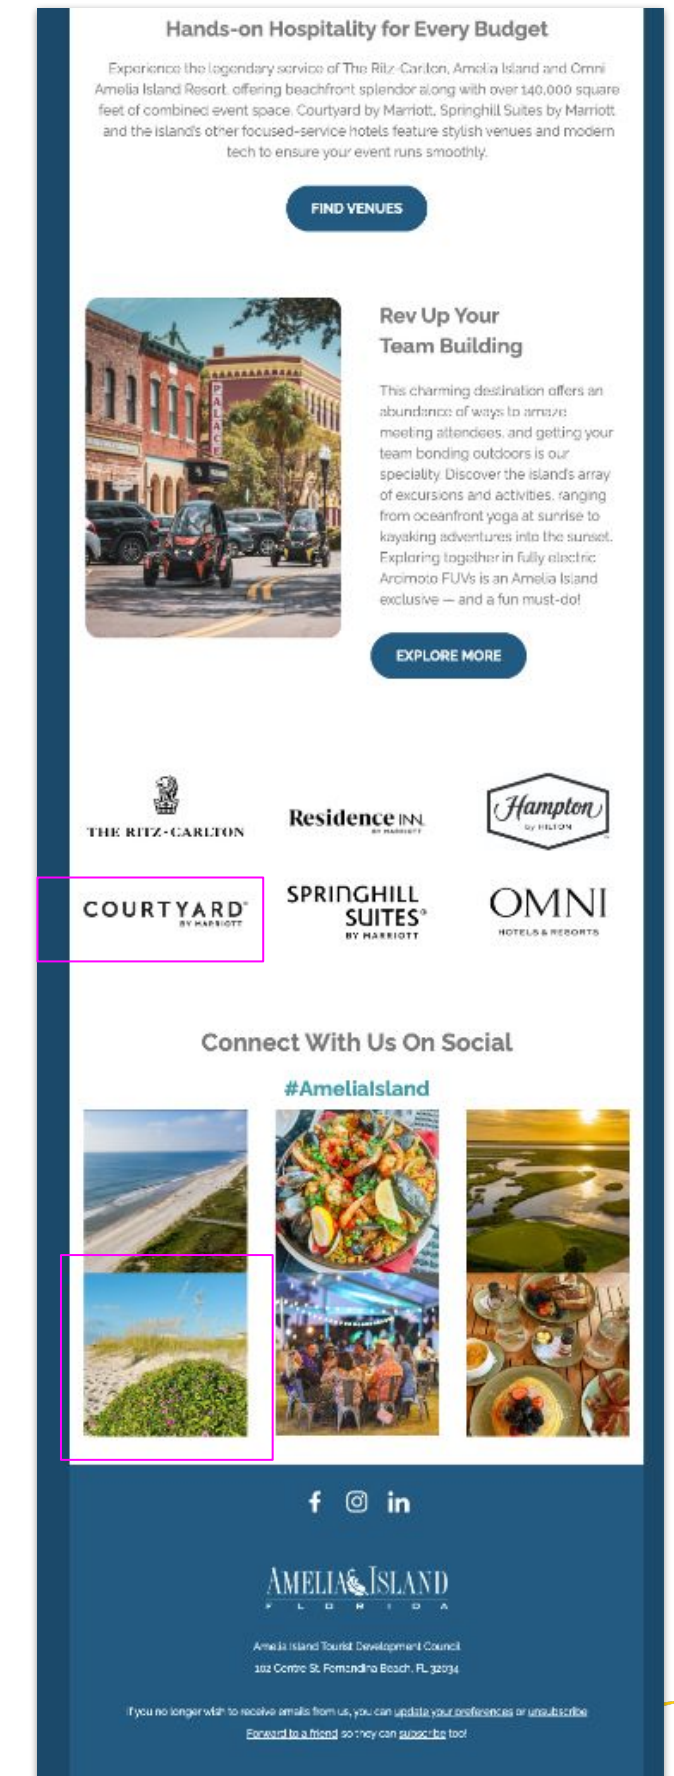 Hands-on Hospitality for Every Budget
Experience the legendary service of The Ritz-Carlton, Amelia Island and Omni
Amelia Island Resort, offering beachfront splendor along with over 140,000 square
feet of combined event space. Courtyard by Marriott, Springhill Suites by Marriott
and the island's other focused-service hotels feature stylish venues and modern
tech to ensure your event runs smoothly.
FIND VENUES
PALACE
Rev Up Your
Team Building
This charming destination offers an
abundance of ways to amaze
meeting attendees, and getting your
team bonding outdoors is our
speciality. Discover the island's array
of excursions and activities, ranging
from oceanfront yoga at sunrise to
kayaking adventures into the sunset.
Exploring together in fully electric
Arcimoto FUVs is an Amelia Island
exclusive — and a fun must-do!
EXPLORE MORE
THE RITZ-CARLTON
Residence INN.
BY MARRIOTT
Hampton
by HILTON
COURTYARD®
BY MARRIOTT
SPRINGHILL
SUITES®
BY MARRIOTT
OMNI
HOTELS & RESORTS
Connect With Us On Social
#AmeliaIsland
AMELIA ISLAND
FLORIDA
Amelia Island Tourist Development Council
102 Centre St. Fernandina Beach, FL 32034
If you no longer wish to receive emails from us, you can update your preferences or unsubscribe
Forward to a friend so they can subscribe too!